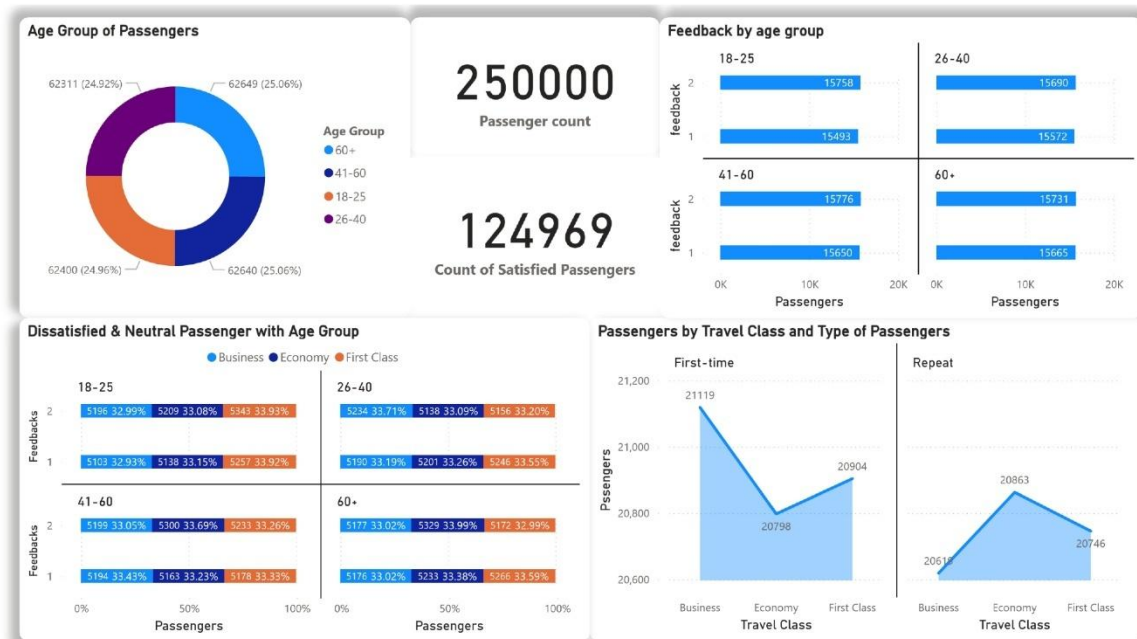 Age Group of Passengers
62311 (24.92%)
62649 (25.06%)
62400 (24.96%)
62640 (25.06%)
Age Group
60+
41-60
18-25
26-40
250000
Passenger count
124969
Count of Satisfied Passengers
Feedback by age group
18-25
26-40
feedback
2
15758
15690
1
15493
15572
41-60
60+
feedback
2
15776
15731
1
15650
15665
0K 10K 20K
0K 10K 20K
Passengers
Passengers
Dissatisfied & Neutral Passenger with Age Group
Business Economy First Class
18-25
26-40
Feedbacks
2
5196 32.99% 5209 33.08% 5343 33.93%
5234 33.71% 5138 33.09% 5156 33.20%
1
5103 32.93% 5138 33.15% 5257 33.92%
5190 33.19% 5201 33.26% 5246 33.55%
41-60
60+
Feedbacks
2
5199 33.05% 5300 33.69% 5233 33.26%
5177 33.02% 5329 33.99% 5172 32.99%
1
5194 33.43% 5163 33.23% 5178 33.33%
5176 33.02% 5233 33.38% 5266 33.59%
0% 50% 100%
0% 50% 100%
Passengers
Passengers
Passengers by Travel Class and Type of Passengers
First-time
Repeat
Pssengers
21,200
21,000
20,800
20,600
21119
20798
20904
20863
20746
Business Economy First Class
Business Economy First Class
Travel Class
Travel Class